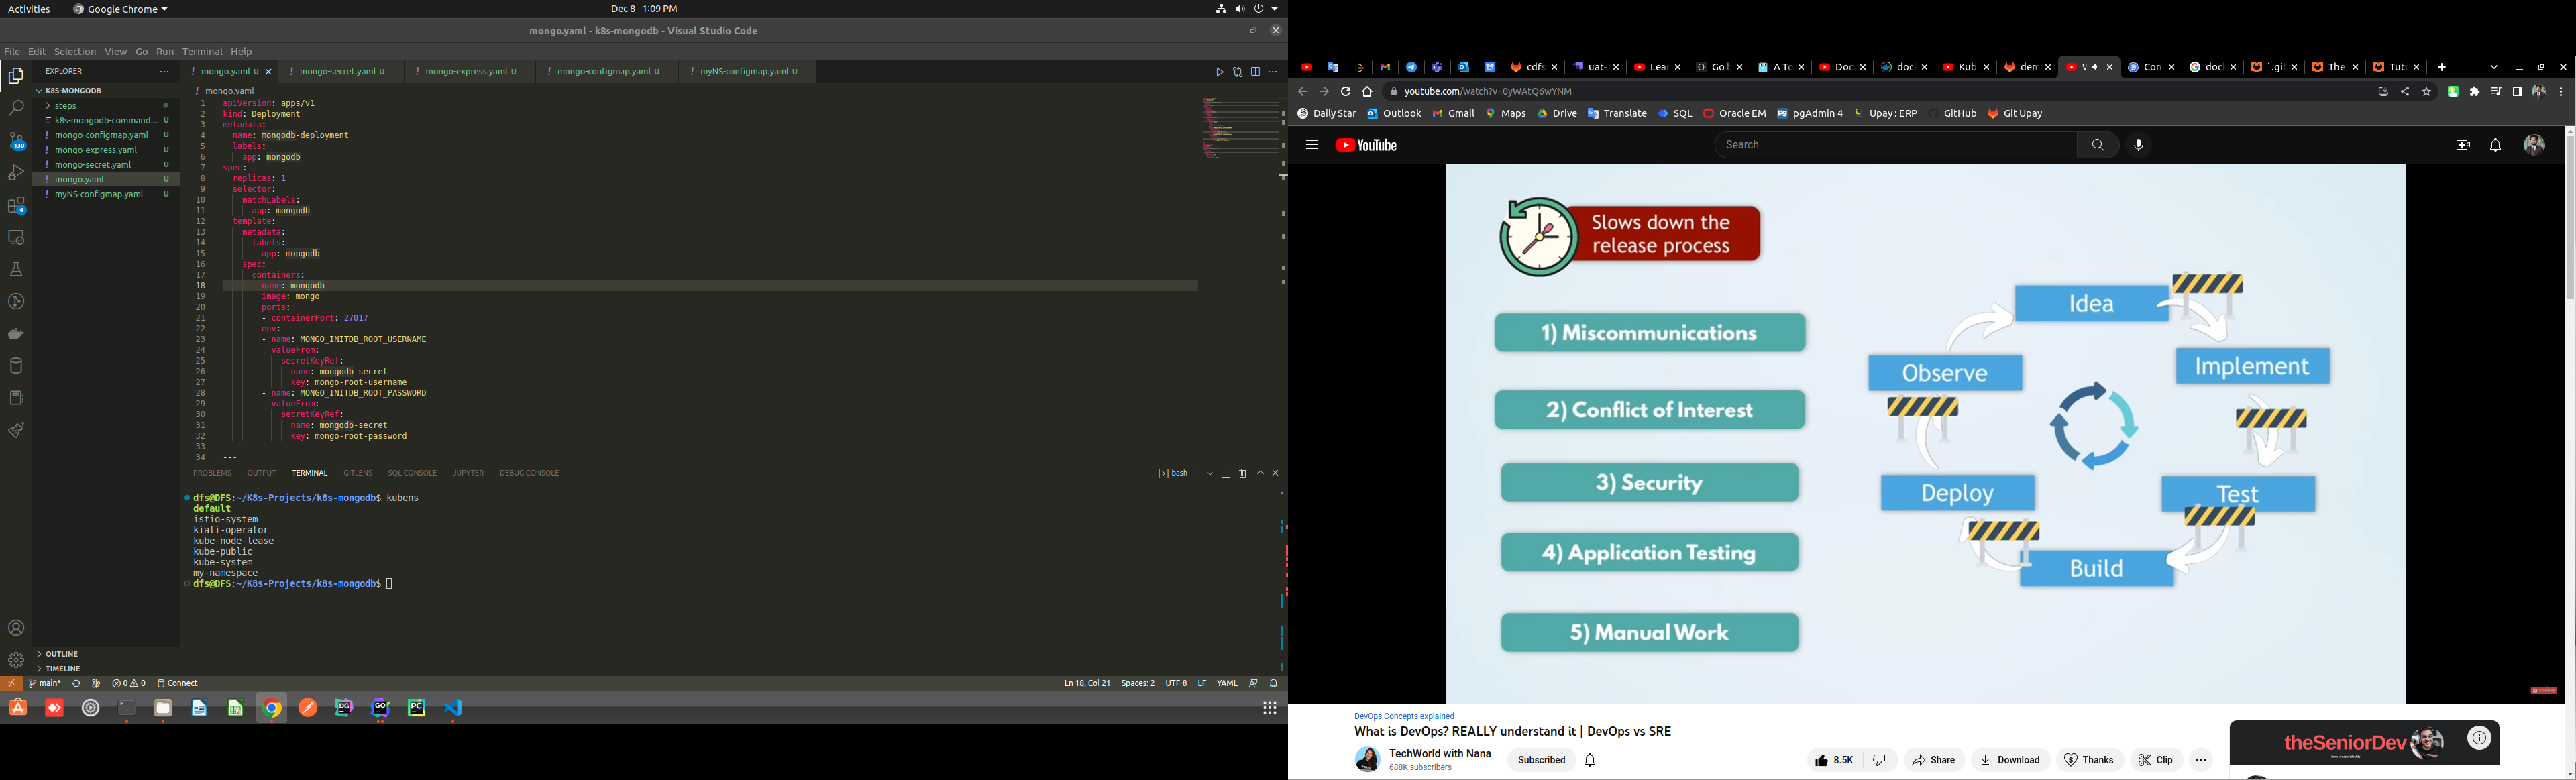 Activities
Google Chrome
Dec 8 1:09 PM
mongo.yaml - k8s-mongodb - Visual Studio Code
File Edit Selection View Go Run Terminal Help
EXPLORER
K8S-MONGODB
steps
k8s-mongodb-command... U
mongo-configmap.yaml U
mongo-express.yaml U
mongo-secret.yaml U
mongo.yaml U
myNS-configmap.yaml U
130
4
OUTLINE
TIMELINE
mongo.yaml U
mongo-secret.yaml U
mongo-express.yaml U
mongo-configmap.yaml U
myNS-configmap.yaml U
mongo.yaml
1 apiVersion: apps/v1
2 kind: Deployment
3 metadata:
4 name: mongodb-deployment
5 labels:
6 app: mongodb
7 spec:
8 replicas: 1
9 selector:
10 matchLabels:
11 app: mongodb
12 template:
13 metadata:
14 labels:
15 app: mongodb
16 spec:
17 containers:
18 - name: mongodb
19 image: mongo
20 ports:
21 - containerPort: 27017
22 env:
23 - name: MONGO_INITDB_ROOT_USERNAME
24 valueFrom:
25 secretKeyRef:
26 name: mongodb-secret
27 key: mongo-root-username
28 - name: MONGO_INITDB_ROOT_PASSWORD
29 valueFrom:
30 secretKeyRef:
31 name: mongodb-secret
32 key: mongo-root-password
33
34 ---
PROBLEMS OUTPUT TERMINAL GITLENS SQL CONSOLE JUPYTER DEBUG CONSOLE
bash
dfs@DFS:~/K8s-Projects/k8s-mongodb$ kubens
default
istio-system
kiali-operator
kube-node-lease
kube-public
kube-system
my-namespace
dfs@DFS:~/K8s-Projects/k8s-mongodb$
main* 0 0 Connect
Ln 18, Col 21 Spaces: 2 UTF-8 LF YAML
DG GO PC
cdfs uat- Lear Go b A To Doc doc Kub dem V Con doc `.git The Tuto
youtube.com/watch?v=0yWAtQ6wYNM
Daily Star Outlook Gmail Maps Drive Translate SQL Oracle EM pgAdmin 4 Upay: ERP GitHub Git Upay
YouTube
Search
Slows down the
release process
1) Miscommunications
2) Conflict of Interest
3) Security
4) Application Testing
5) Manual Work
Idea
Implement
Test
Build
Deploy
Observe
DevOps Concepts explained
What is DevOps? REALLY understand it | DevOps vs SRE
TechWorld with Nana
688K subscribers
Subscribed
8.5K
Share
Download
Thanks
Clip
theSeniorDev